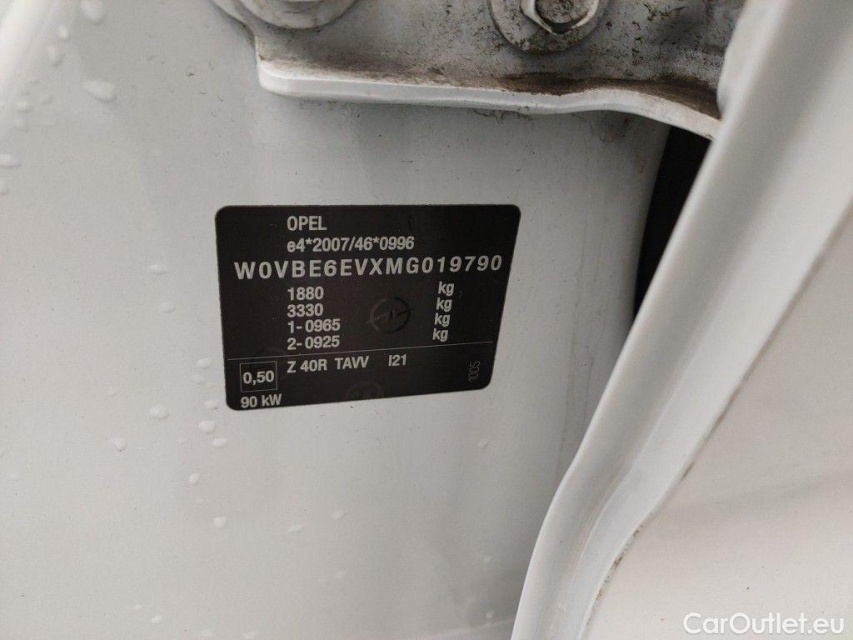 OPEL
e4*2007/46*0996
W0VBE6EVXMG019790
1880 kg
3330 kg
1-0965 kg
2-0925 kg
0,50 Z 40R TAVV I21
90 kW
1005
CarOutlet.eu